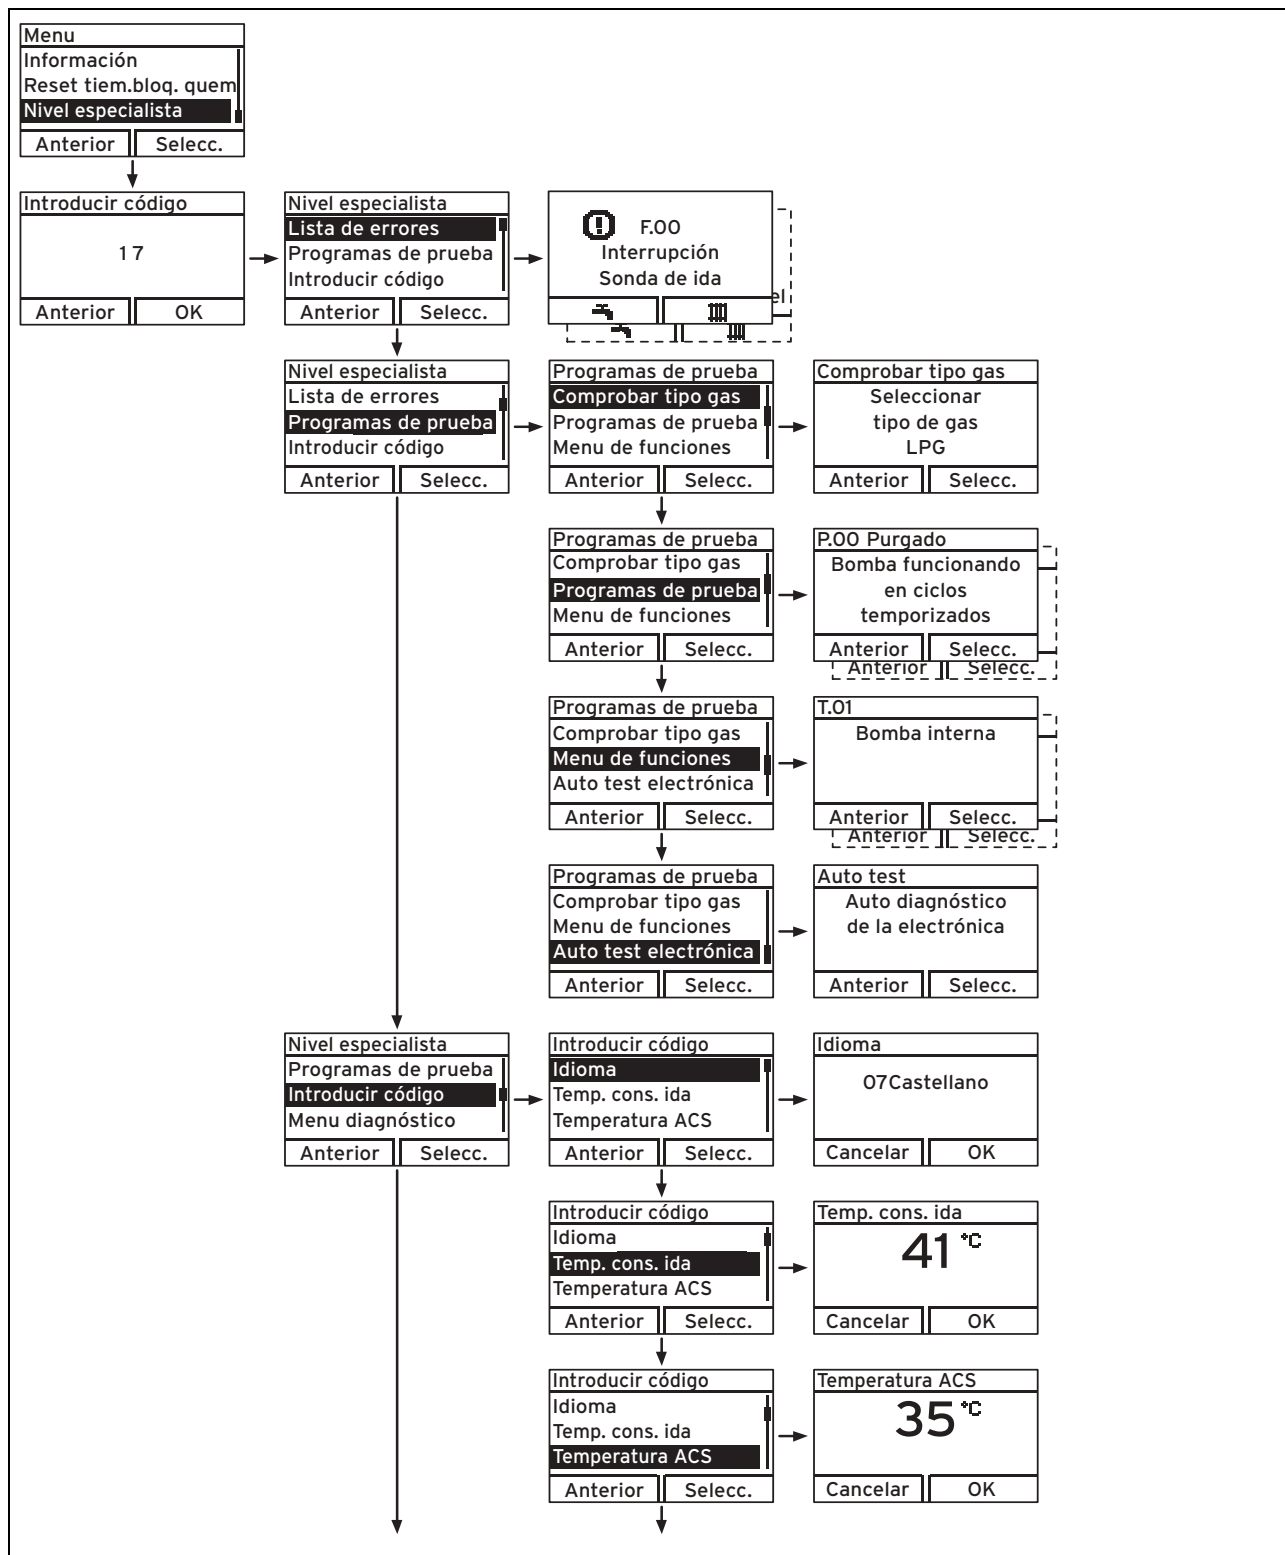 Menu
Información
Reset tiem.bloq. quem
Nivel especialista
Anterior Selecc.
Introducir código
17
Anterior OK
Nivel especialista
Lista de errores
Programas de prueba
Introducir código
Anterior Selecc.
F.00
Interrupción
Sonda de ida
el
Nivel especialista
Lista de errores
Programas de prueba
Introducir código
Anterior Selecc.
Programas de prueba
Comprobar tipo gas
Programas de prueba
Menu de funciones
Anterior Selecc.
Comprobar tipo gas
Seleccionar
tipo de gas
LPG
Anterior Selecc.
Programas de prueba
Comprobar tipo gas
Programas de prueba
Menu de funciones
Anterior Selecc.
P.00 Purgado
Bomba funcionando
en ciclos
temporizados
Anterior Selecc.
Anterior Selecc.
Programas de prueba
Comprobar tipo gas
Menu de funciones
Auto test electrónica
Anterior Selecc.
T.01
Bomba interna
Anterior Selecc.
Anterior Selecc.
Programas de prueba
Comprobar tipo gas
Menu de funciones
Auto test electrónica
Anterior Selecc.
Auto test
Auto diagnóstico
de la electrónica
Anterior Selecc.
Nivel especialista
Programas de prueba
Introducir código
Menu diagnóstico
Anterior Selecc.
Introducir código
Idioma
Temp. cons. ida
Temperatura ACS
Anterior Selecc.
Idioma
07Castellano
Cancelar OK
Introducir código
Idioma
Temp. cons. ida
Temperatura ACS
Anterior Selecc.
Temp. cons. ida
41 °C
Cancelar OK
Introducir código
Idioma
Temp. cons. ida
Temperatura ACS
Anterior Selecc.
Temperatura ACS
35 °C
Cancelar OK